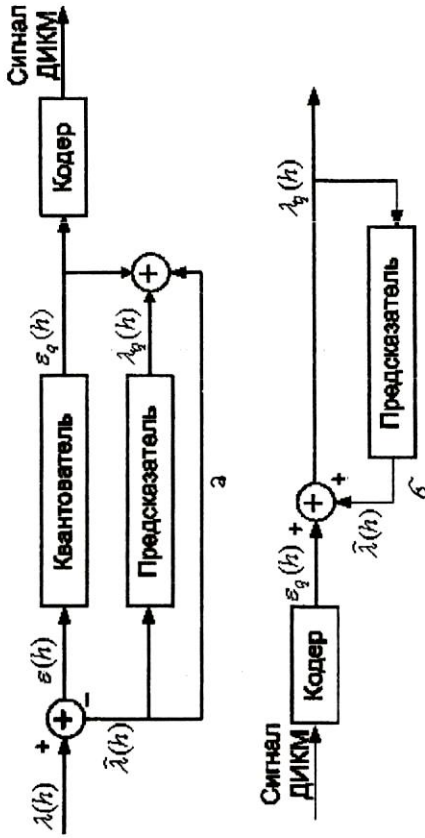 λ(h)
+
−
ε(h)
Квантователь
ε_q(h)
Кодер
Сигнал
ДИКМ
λ̃(h)
Предсказатель
λ_q(h)
+
а
Сигнал
ДИКМ
Кодер
ε_q(h)
+
+
+
λ_q(h)
λ̃(h)
Предсказатель
б